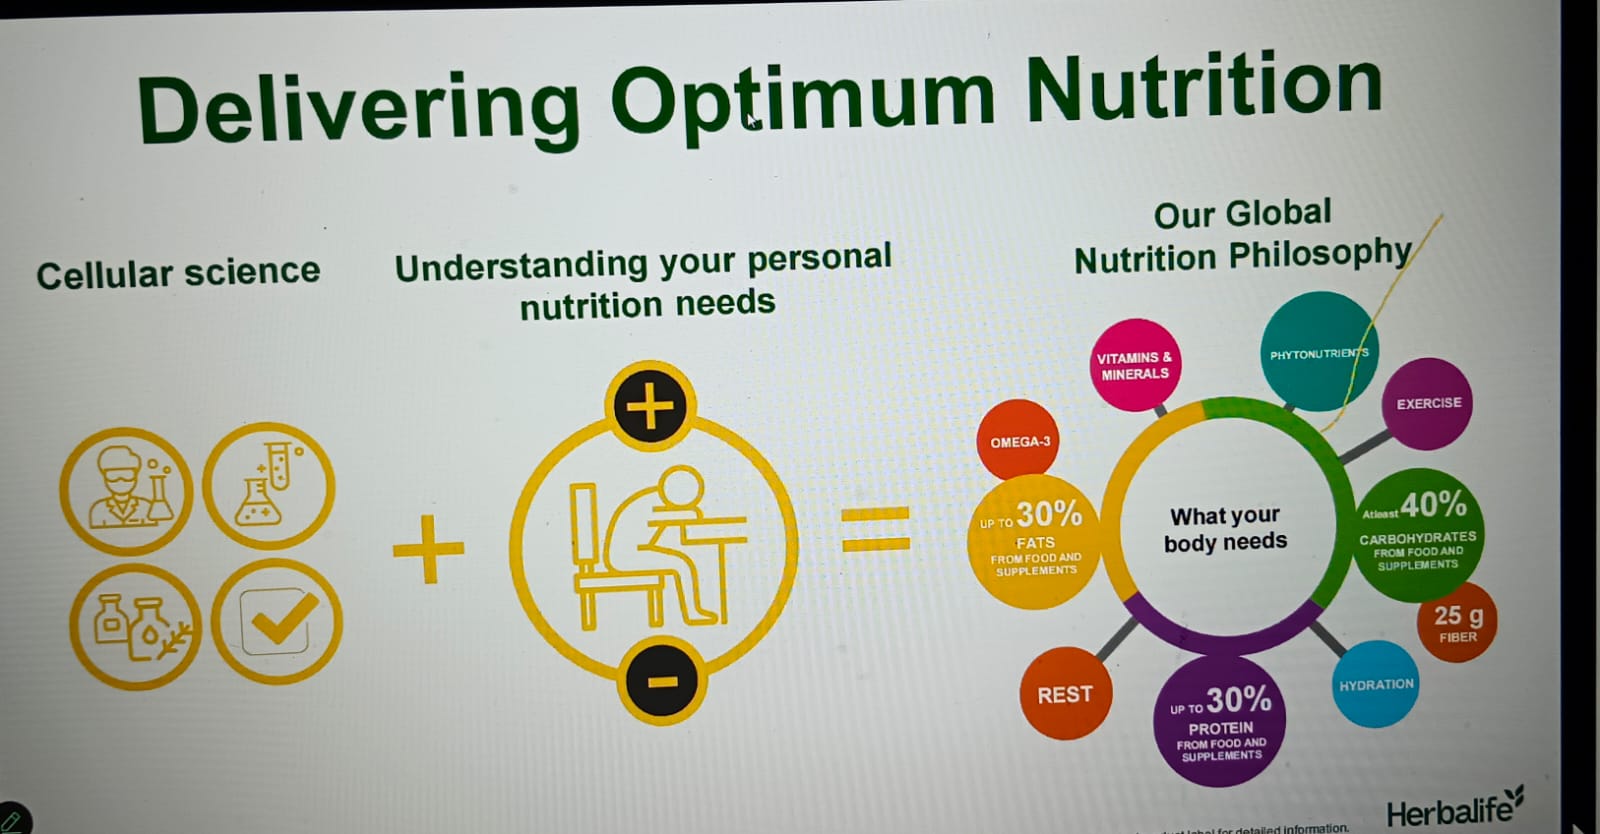 Delivering Optimum Nutrition
Cellular science
Understanding your personal
nutrition needs
Our Global
Nutrition Philosophy
VITAMINS &
MINERALS
PHYTONUTRIENTS
EXERCISE
OMEGA-3
UP TO 30%
FATS
FROM FOOD AND
SUPPLEMENTS
What your
body needs
Atleast 40%
CARBOHYDRATES
FROM FOOD AND
SUPPLEMENTS
25 g
FIBER
HYDRATION
REST
UP TO 30%
PROTEIN
FROM FOOD AND
SUPPLEMENTS
Herbalife
for detailed information.